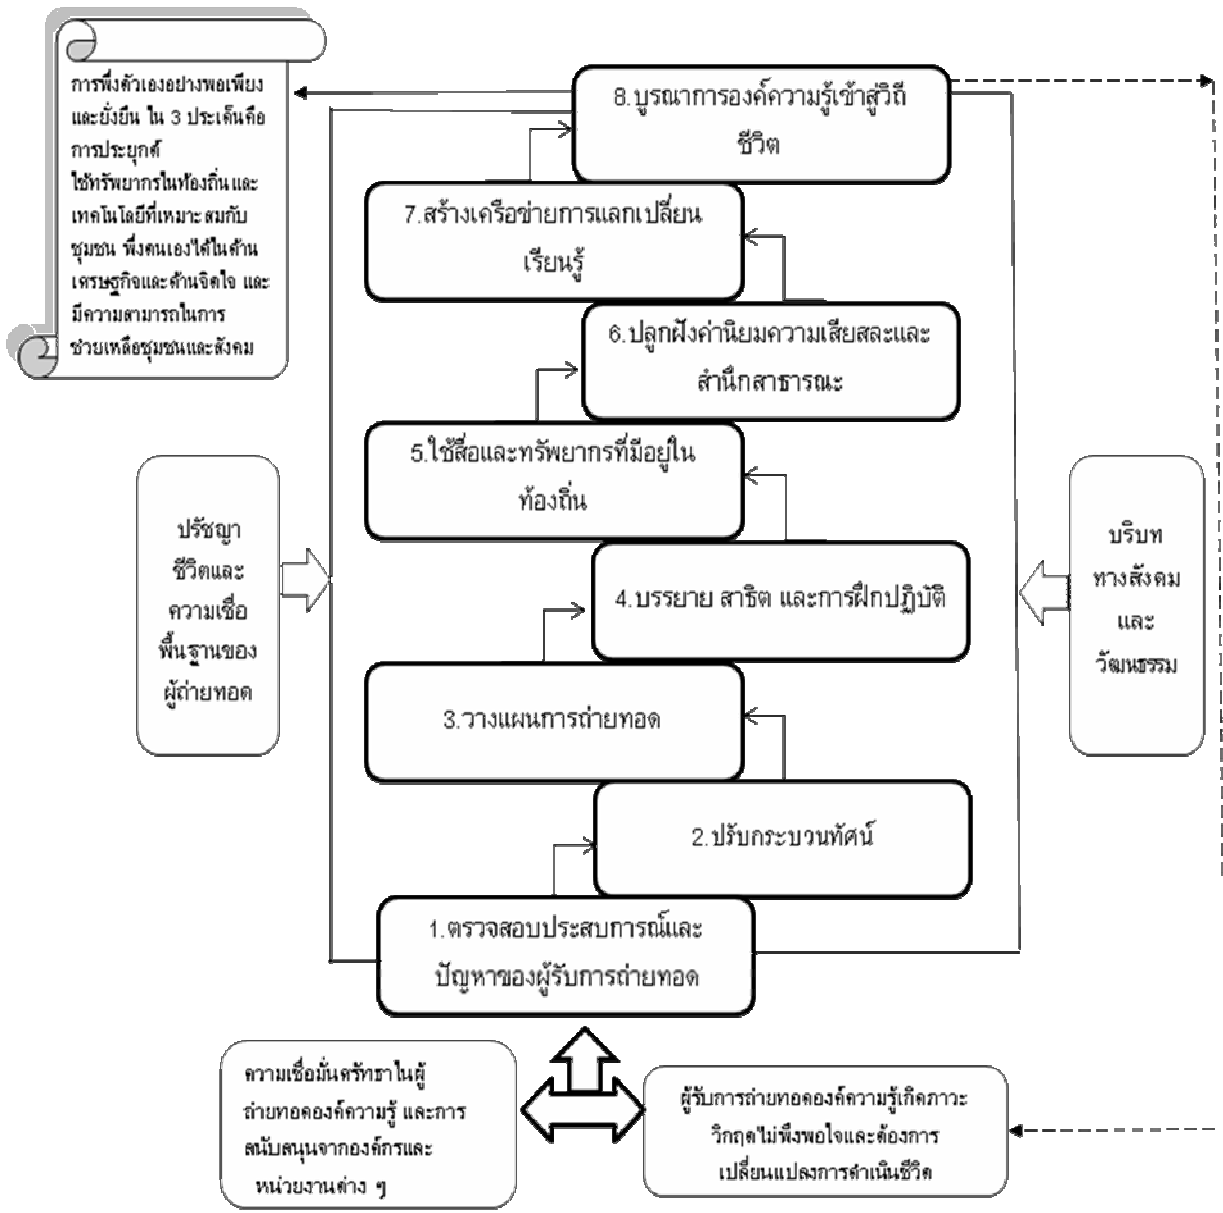 การพึ่งตัวเองอย่างพอเพียง
และยั่งยืน ใน 3 ประเด็นคือ
การประยุกต์
ใช้ทรัพยากรในท้องถิ่นและ
เทคโนโลยีที่เหมาะสมกับ
ชุมชน พึ่งตนเองได้ในด้าน
เศรษฐกิจและด้านจิตใจ และ
มีความสามารถในการ
ช่วยเหลือชุมชนและสังคม
8.บูรณาการองค์ความรู้เข้าสู่วิถี
ชีวิต
7.สร้างเครือข่ายการแลกเปลี่ยน
เรียนรู้
6.ปลูกฝังค่านิยมความเสียสละและ
สำนึกสาธารณะ
5.ใช้สื่อและทรัพยากรที่มีอยู่ใน
ท้องถิ่น
4.บรรยาย สาธิต และการฝึกปฏิบัติ
3.วางแผนการถ่ายทอด
2.ปรับกระบวนทัศน์
1.ตรวจสอบประสบการณ์และ
ปัญหาของผู้รับการถ่ายทอด
ปรัชญา
ชีวิตและ
ความเชื่อ
พื้นฐานของ
ผู้ถ่ายทอด
บริบท
ทางสังคม
และ
วัฒนธรรม
ความเชื่อมั่นศรัทธาในผู้
ถ่ายทอดองค์ความรู้ และการ
สนับสนุนจากองค์กรและ
หน่วยงานต่าง ๆ
ผู้รับการถ่ายทอดองค์ความรู้เกิดภาวะ
วิกฤตไม่พึงพอใจและต้องการ
เปลี่ยนแปลงการดำเนินชีวิต